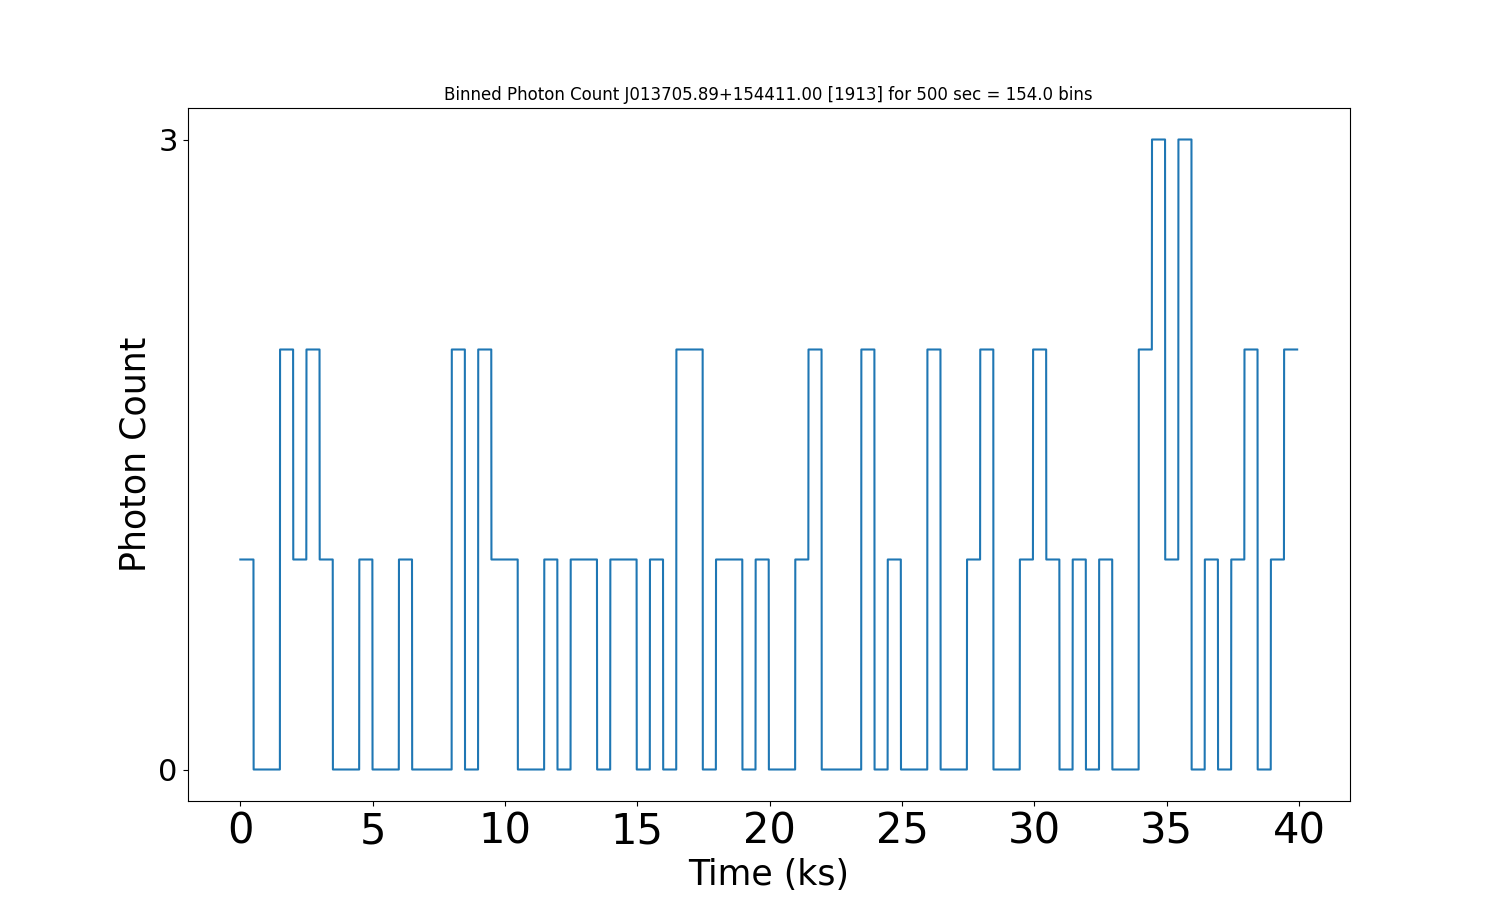 Binned Photon Count J013705.89+154411.00 [1913] for 500 sec = 154.0 bins
3
Photon Count
0
0 5 10 15 20 25 30 35 40
Time (ks)